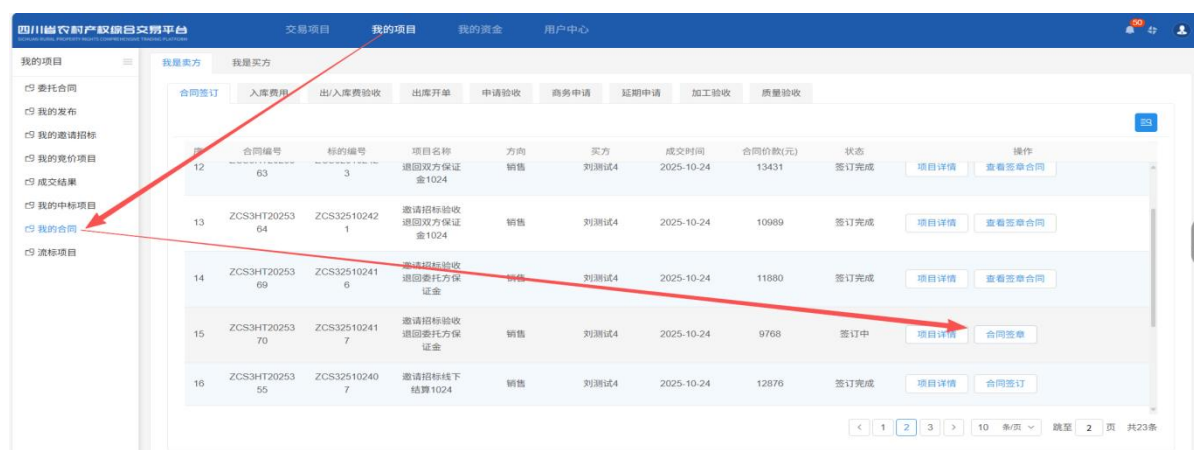 四川省农村产权综合交易平台
SICHUAN RURAL PROPERTY RIGHTS COMPREHENSIVE TRADING PLATFORM
交易项目 我的项目 我的资金 用户中心
50
我的项目
我是卖方 我是买方
委托合同
我的发布
我的邀请招标
我的竞价项目
成交结果
我的中标项目
我的合同
流标项目
合同签订 入库费用 出/入库费验收 出库开单 申请验收 商务申请 延期申请 加工验收 质量验收
合同编号 标的编号 项目名称 方向 买方 成交时间 合同价款(元) 状态 操作
12 63 3 退回双方保证 销售 刘测试4 2025-10-24 13431 签订完成 项目详情 查看签章合同
金1024
邀请招标验收
13 ZCS3HT20253 ZCS32510242 退回双方保证 销售 刘测试4 2025-10-24 10989 签订完成 项目详情 查看签章合同
64 1 金1024
邀请招标验收
14 ZCS3HT20253 ZCS32510241 退回委托方保 销售 刘测试4 2025-10-24 11880 签订完成 项目详情 查看签章合同
69 6 证金
邀请招标验收
15 ZCS3HT20253 ZCS32510241 退回委托方保 销售 刘测试4 2025-10-24 9768 签订中 项目详情 合同签章
70 7 证金
16 ZCS3HT20253 ZCS32510240 邀请招标线下 销售 刘测试4 2025-10-24 12876 签订完成 项目详情 合同签订
55 7 结算1024
< 1 2 3 > 10 条/页 跳至 2 页 共23条